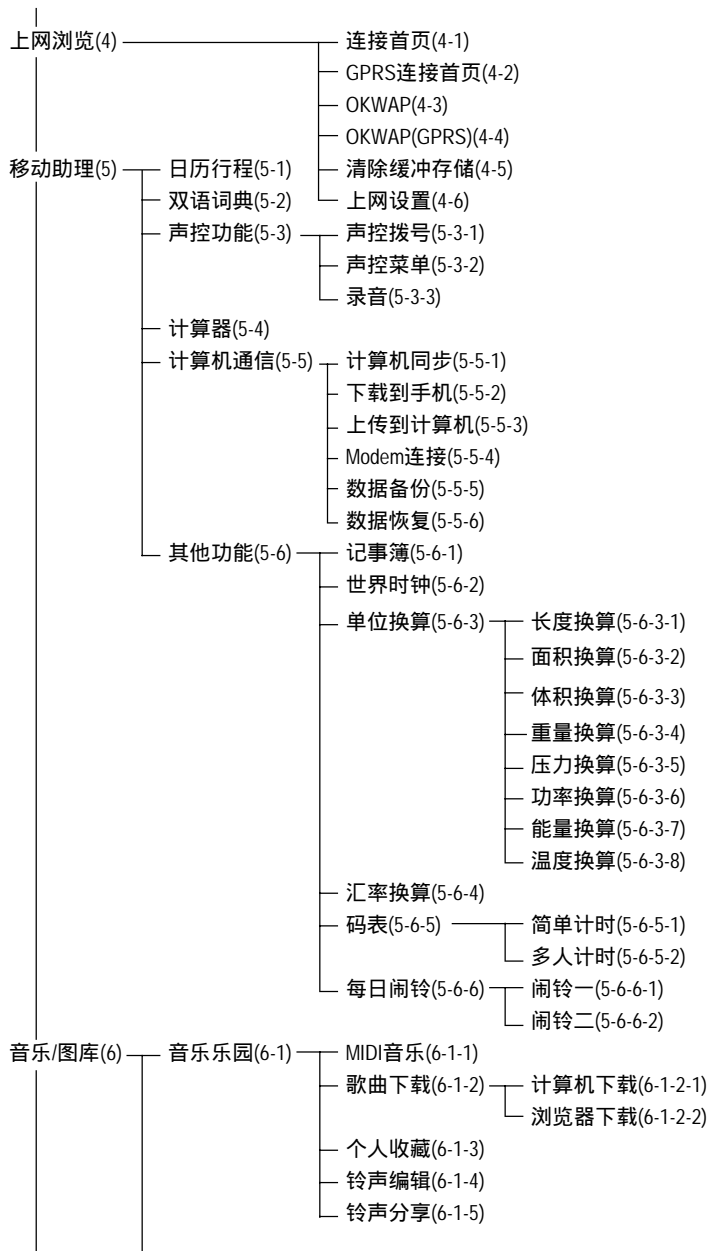 上网浏览(4) 连接首页(4-1)
GPRS连接首页(4-2)
OKWAP(4-3)
OKWAP(GPRS)(4-4)
移动助理(5) 日历行程(5-1) 清除缓冲存储(4-5)
双语词典(5-2) 上网设置(4-6)
声控功能(5-3) 声控拨号(5-3-1)
声控菜单(5-3-2)
录音(5-3-3)
计算器(5-4)
计算机通信(5-5) 计算机同步(5-5-1)
下载到手机(5-5-2)
上传到计算机(5-5-3)
Modem连接(5-5-4)
数据备份(5-5-5)
数据恢复(5-5-6)
其他功能(5-6) 记事簿(5-6-1)
世界时钟(5-6-2)
单位换算(5-6-3) 长度换算(5-6-3-1)
面积换算(5-6-3-2)
体积换算(5-6-3-3)
重量换算(5-6-3-4)
压力换算(5-6-3-5)
功率换算(5-6-3-6)
能量换算(5-6-3-7)
温度换算(5-6-3-8)
汇率换算(5-6-4)
码表(5-6-5) 简单计时(5-6-5-1)
多人计时(5-6-5-2)
每日闹铃(5-6-6) 闹铃一(5-6-6-1)
闹铃二(5-6-6-2)
音乐/图库(6) 音乐乐园(6-1) MIDI音乐(6-1-1)
歌曲下载(6-1-2) 计算机下载(6-1-2-1)
浏览器下载(6-1-2-2)
个人收藏(6-1-3)
铃声编辑(6-1-4)
铃声分享(6-1-5)